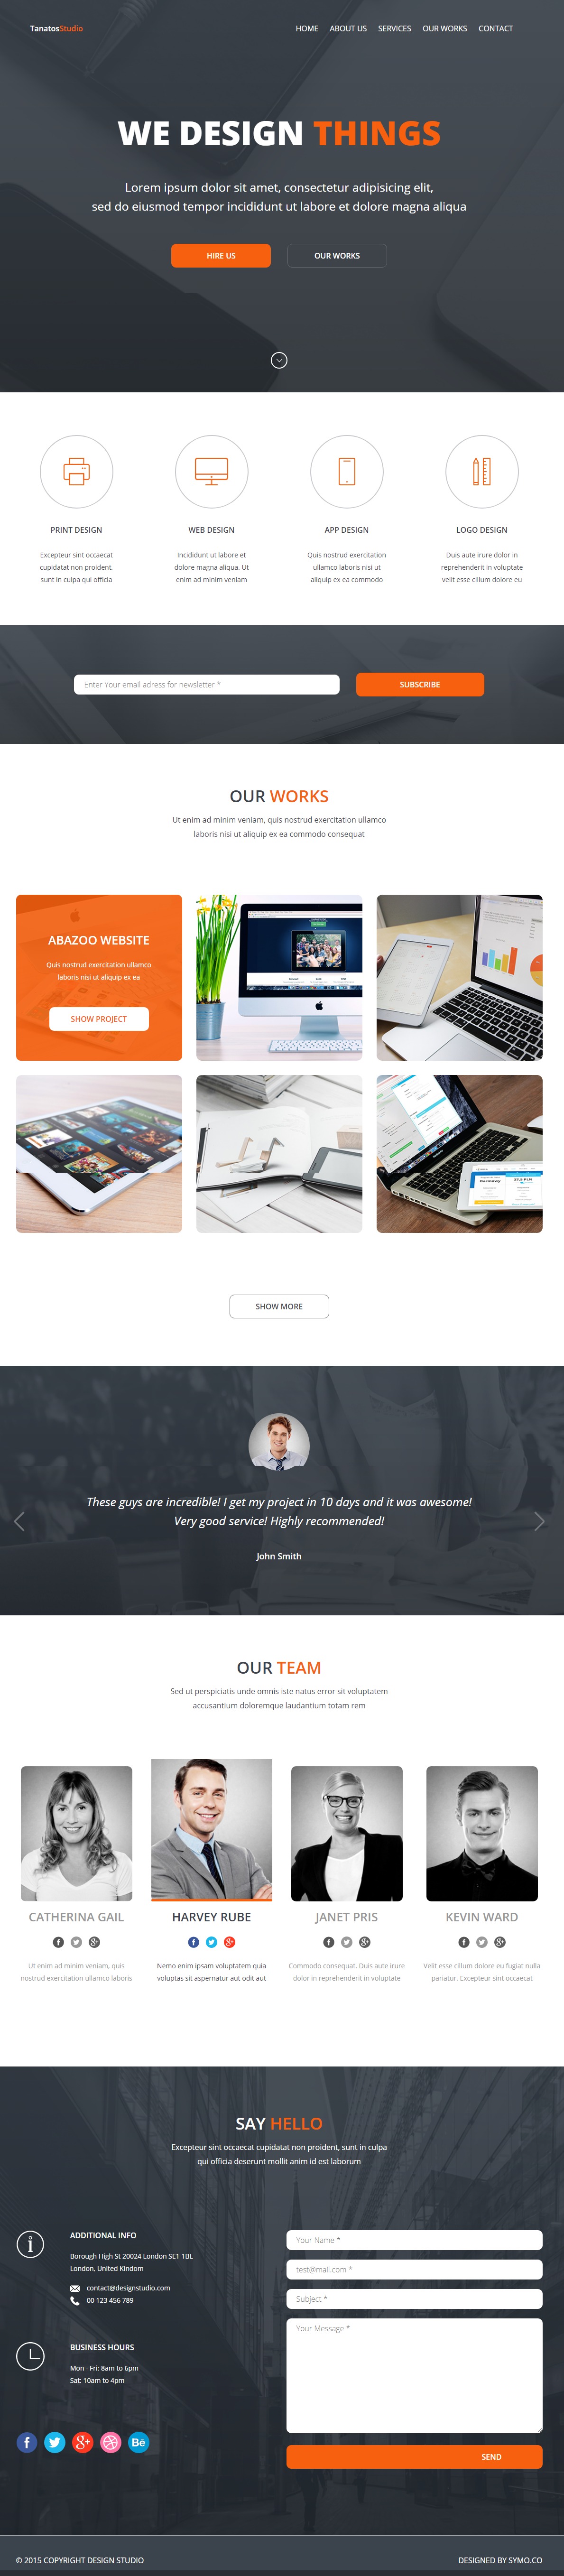 TanatosStudio
HOME ABOUT US SERVICES OUR WORKS CONTACT
WE DESIGN THINGS
Lorem ipsum dolor sit amet, consectetur adipisicing elit,
sed do eiusmod tempor incididunt ut labore et dolore magna aliqua
HIRE US
OUR WORKS
PRINT DESIGN
Excepteur sint occaecat
cupidatat non proident,
sunt in culpa qui officia
WEB DESIGN
Incididunt ut labore et
dolore magna aliqua. Ut
enim ad minim veniam
APP DESIGN
Quis nostrud exercitation
ullamco laboris nisi ut
aliquip ex ea commodo
LOGO DESIGN
Duis aute irure dolor in
reprehenderit in voluptate
velit esse cillum dolore eu
Enter Your email adress for newsletter *
SUBSCRIBE
OUR WORKS
Ut enim ad minim veniam, quis nostrud exercitation ullamco
laboris nisi ut aliquip ex ea commodo consequat
ABAZOO WEBSITE
Quis nostrud exercitation ullamco
laboris nisi ut aliquip ex ea
SHOW PROJECT
SHOW MORE
These guys are incredible! I get my project in 10 days and it was awesome!
Very good service! Highly recommended!
John Smith
OUR TEAM
Sed ut perspiciatis unde omnis iste natus error sit voluptatem
accusantium doloremque laudantium totam rem
CATHERINA GAIL
Ut enim ad minim veniam, quis
nostrud exercitation ullamco laboris
HARVEY RUBE
Nemo enim ipsam voluptatem quia
voluptas sit aspernatur aut odit aut
JANET PRIS
Commodo consequat. Duis aute irure
dolor in reprehenderit in voluptate
KEVIN WARD
Velit esse cillum dolore eu fugiat nulla
pariatur. Excepteur sint occaecat
SAY HELLO
Excepteur sint occaecat cupidatat non proident, sunt in culpa
qui officia deserunt mollit anim id est laborum
ADDITIONAL INFO
Borough High St 20024 London SE1 1BL
London, United Kindom
contact@designstudio.com
00 123 456 789
BUSINESS HOURS
Mon - Fri: 8am to 6pm
Sat: 10am to 4pm
Your Name *
test@mail.com *
Subject *
Your Message *
SEND
© 2015 COPYRIGHT DESIGN STUDIO
DESIGNED BY SYMO.CO